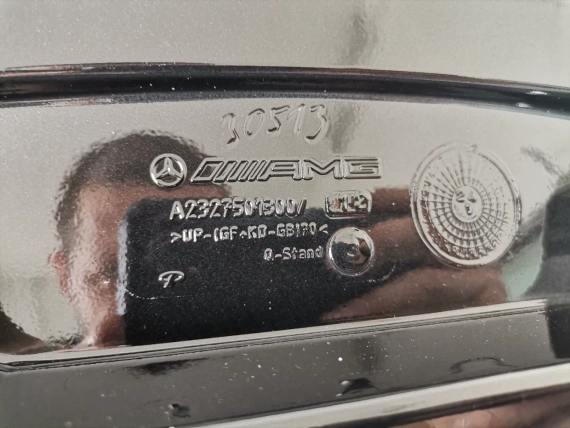 30513
AMG
A2327501300/
>UP-(GF+KD-GB)70<
Q-Stand